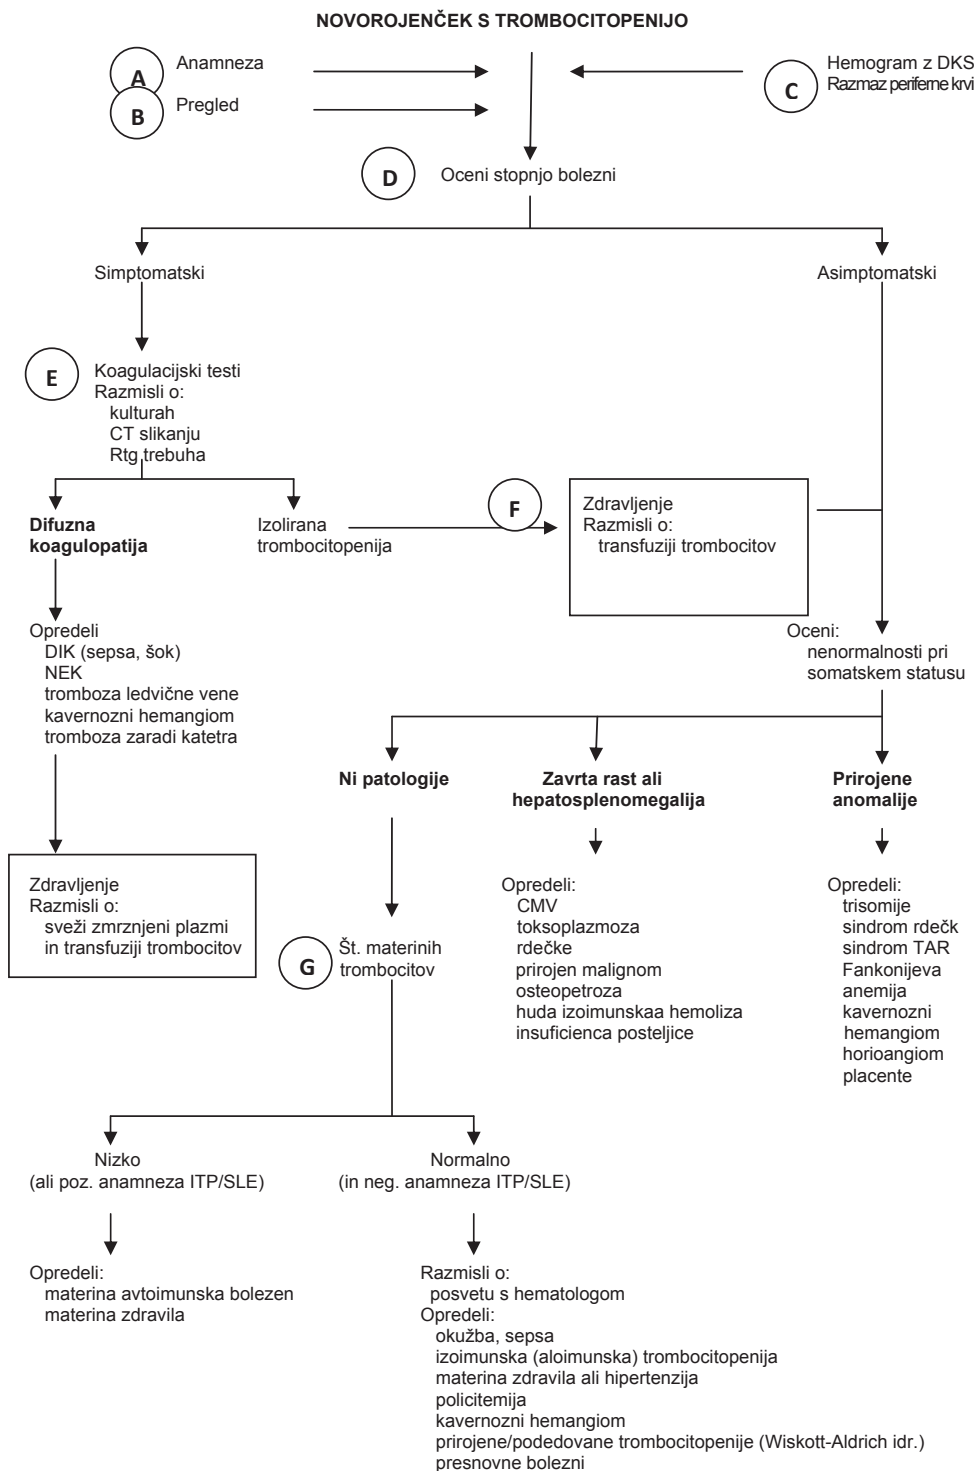 NOVOROJENČEK S TROMBOCITOPENIJO
A
Anamneza
B
Pregled
C
Hemogram z DKS
Razmaz periferne krvi
D
Oceni stopnjo bolezni
Simptomatski
Asimptomatski
E
Koagulacijski testi
Razmisli o:
kulturah
CT slikanju
Rtg trebuha
Difuzna
koagulopatija
Izolirana
trombocitopenija
F
Zdravljenje
Razmisli o:
transfuziji trombocitov
Opredeli
DIK (sepsa, šok)
NEK
tromboza ledvične vene
kavernozni hemangiom
tromboza zaradi katetra
Oceni:
nenormalnosti pri
somatskem statusu
Ni patologije
Zavrta rast ali
hepatosplenomegalija
Prirojene
anomalije
Zdravljenje
Razmisli o:
sveži zmrznjeni plazmi
in transfuziji trombocitov
G
Št. materinih
trombocitov
Opredeli:
CMV
toksoplazmoza
rdečke
prirojen malignom
osteopetroza
huda izoimunskaa hemoliza
insuficienca posteljice
Opredeli:
trisomije
sindrom rdečk
sindrom TAR
Fankonijeva
anemija
kavernozni
hemangiom
horioangiom
placente
Nizko
(ali poz. anamneza ITP/SLE)
Normalno
(in neg. anamneza ITP/SLE)
Opredeli:
materina avtoimunska bolezen
materina zdravila
Razmisli o:
posvetu s hematologom
Opredeli:
okužba, sepsa
izoimunska (aloimunska) trombocitopenija
materina zdravila ali hipertenzija
policitemija
kavernozni hemangiom
prirojene/podedovane trombocitopenije (Wiskott-Aldrich idr.)
presnovne bolezni